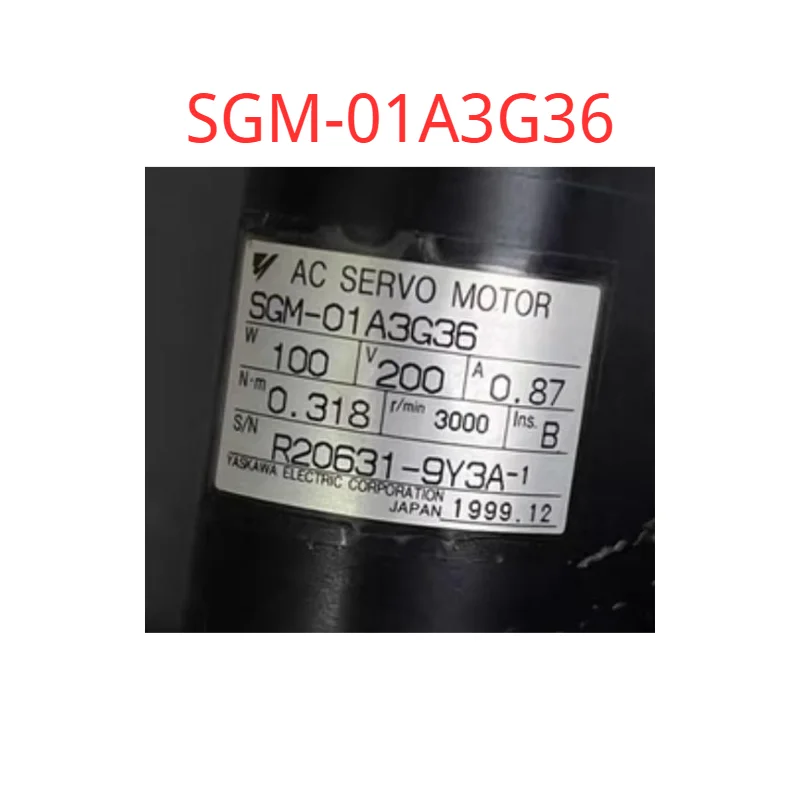 SGM-01A3G36
AC SERVO MOTOR
SGM-01A3G36
W 100 V 200 A 0.87
N·m 0.318 r/min 3000 Ins. B
S/N R20631-9Y3A-1
YASKAWA ELECTRIC CORPORATION
JAPAN 1999.12